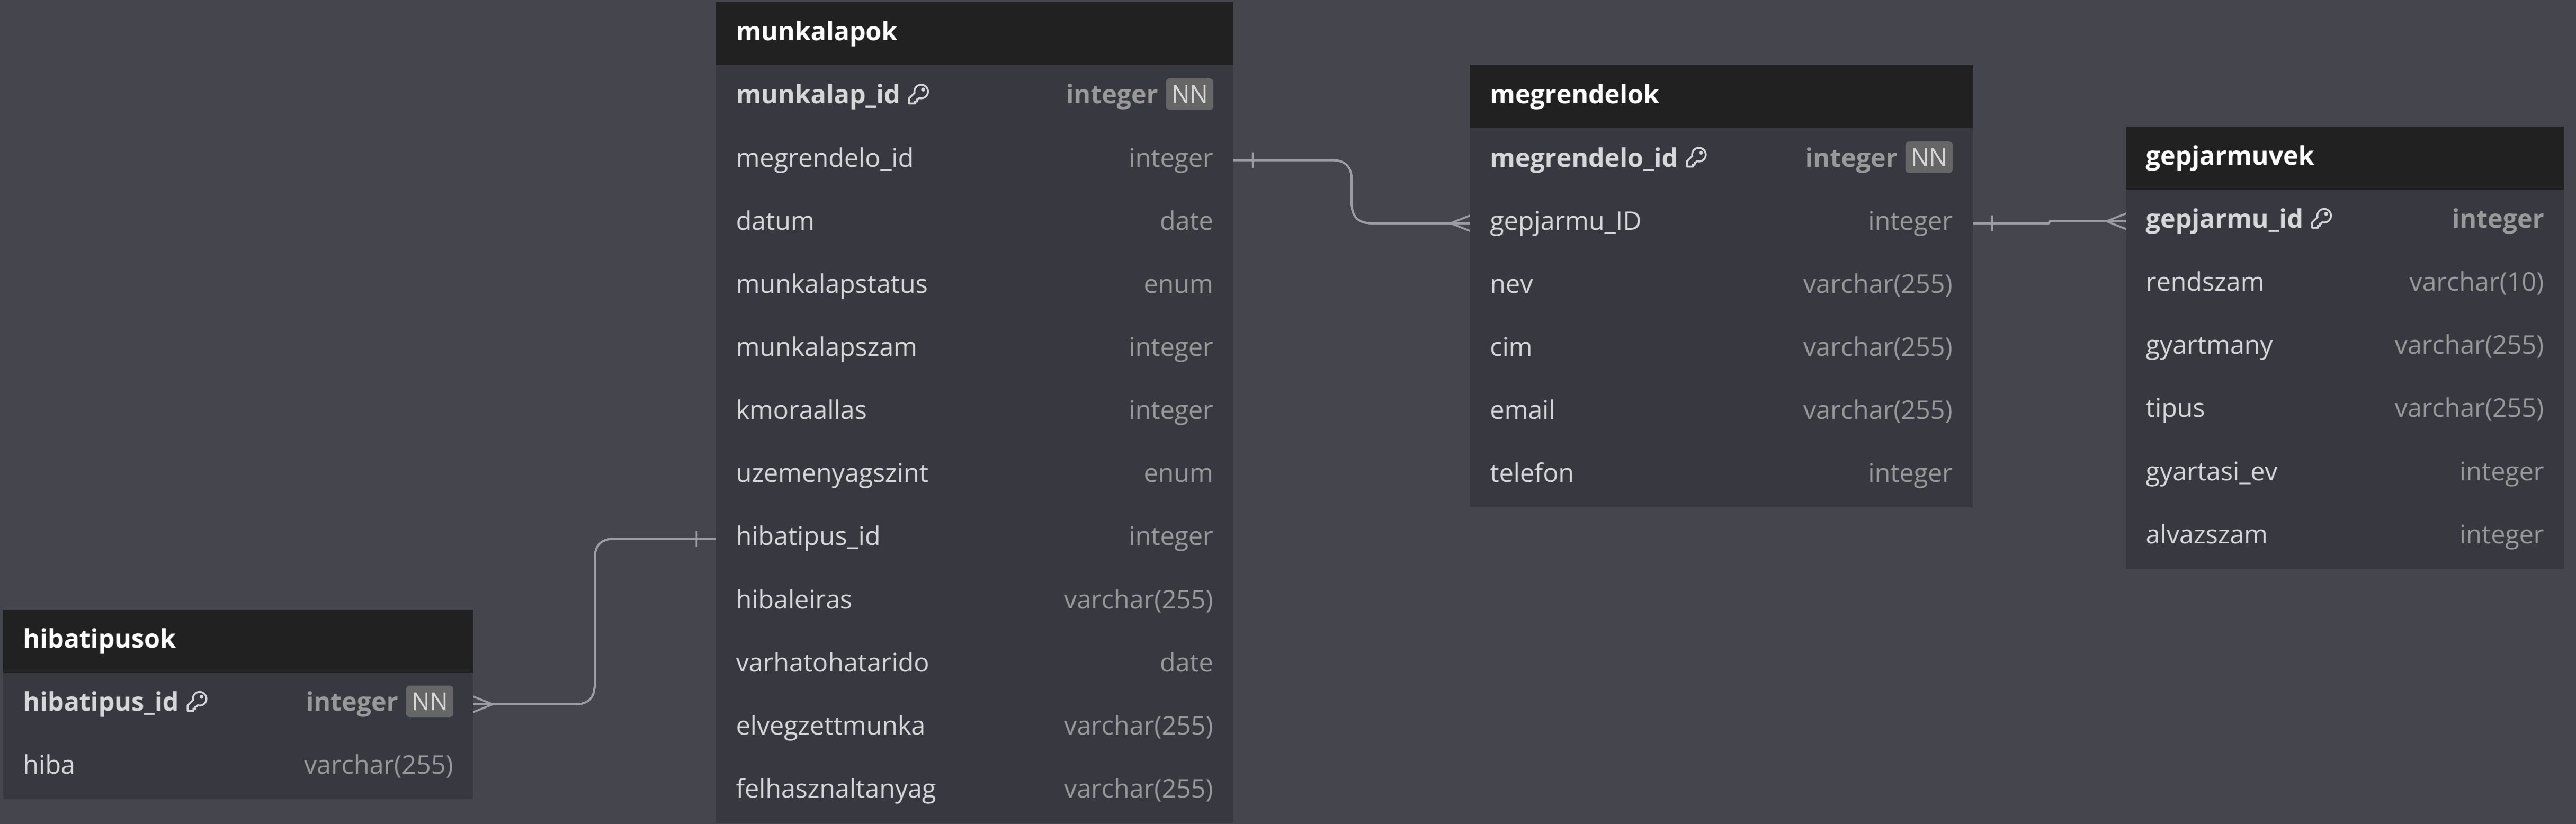 munkalapok
munkalap_id integer NN
megrendelo_id integer
datum date
munkalapstatus enum
munkalapszam integer
kmoraallas integer
uzemenyagszint enum
hibatipus_id integer
hibaleiras varchar(255)
varhatohatarido date
elvegzettmunka varchar(255)
felhasznaltanyag varchar(255)
megrendelok
megrendelo_id integer NN
gepjarmu_ID integer
nev varchar(255)
cim varchar(255)
email varchar(255)
telefon integer
gepjarmuvek
gepjarmu_id integer
rendszam varchar(10)
gyartmany varchar(255)
tipus varchar(255)
gyartasi_ev integer
alvazszam integer
hibatipusok
hibatipus_id integer NN
hiba varchar(255)